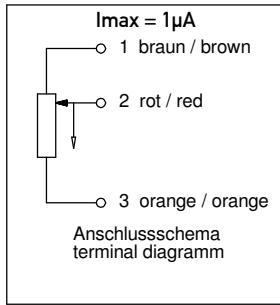 Imax = 1µA
1 braun / brown
2 rot / red
3 orange / orange
Anschlussschema
terminal diagramm